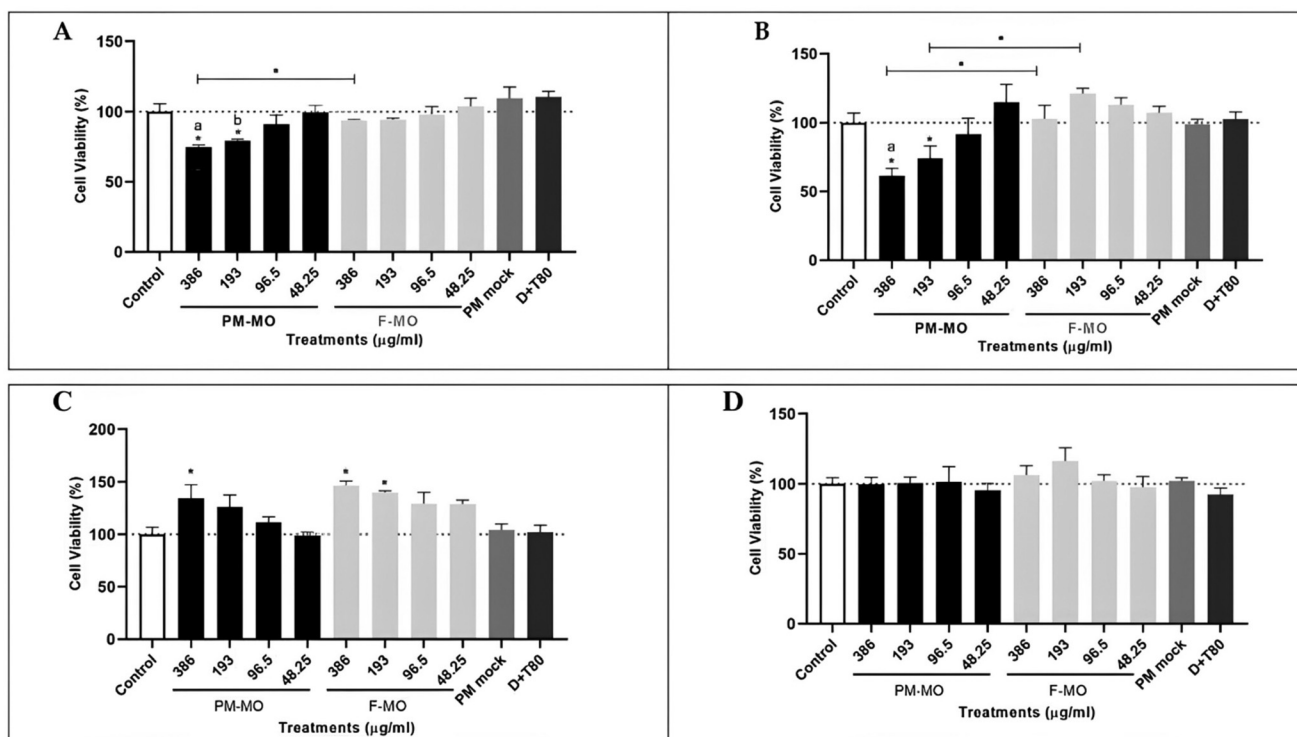 A
150
100
50
0
Cell Viability (%)
a
*
b
*
*
Control
386
193
96.5
48.25
386
193
96.5
48.25
PM mock
D+T80
PM-MO
F-MO
Treatments (μg/ml)
B
150
100
50
0
Cell Viability (%)
a
*
*
*
*
Control
386
193
96.5
48.25
386
193
96.5
48.25
PM mock
D+T80
PM-MO
F-MO
Treatments (μg/ml)
C
200
150
100
50
0
Cell Viability (%)
*
*
*
Control
386
193
96.5
48.25
386
193
96.5
48.25
PM mock
D+T80
PM-MO
F-MO
Treatments (μg/ml)
D
150
100
50
0
Cell Viability (%)
Control
386
193
96.5
48.25
386
193
96.5
48.25
PM mock
D+T80
PM-MO
F-MO
Treatments (μg/ml)